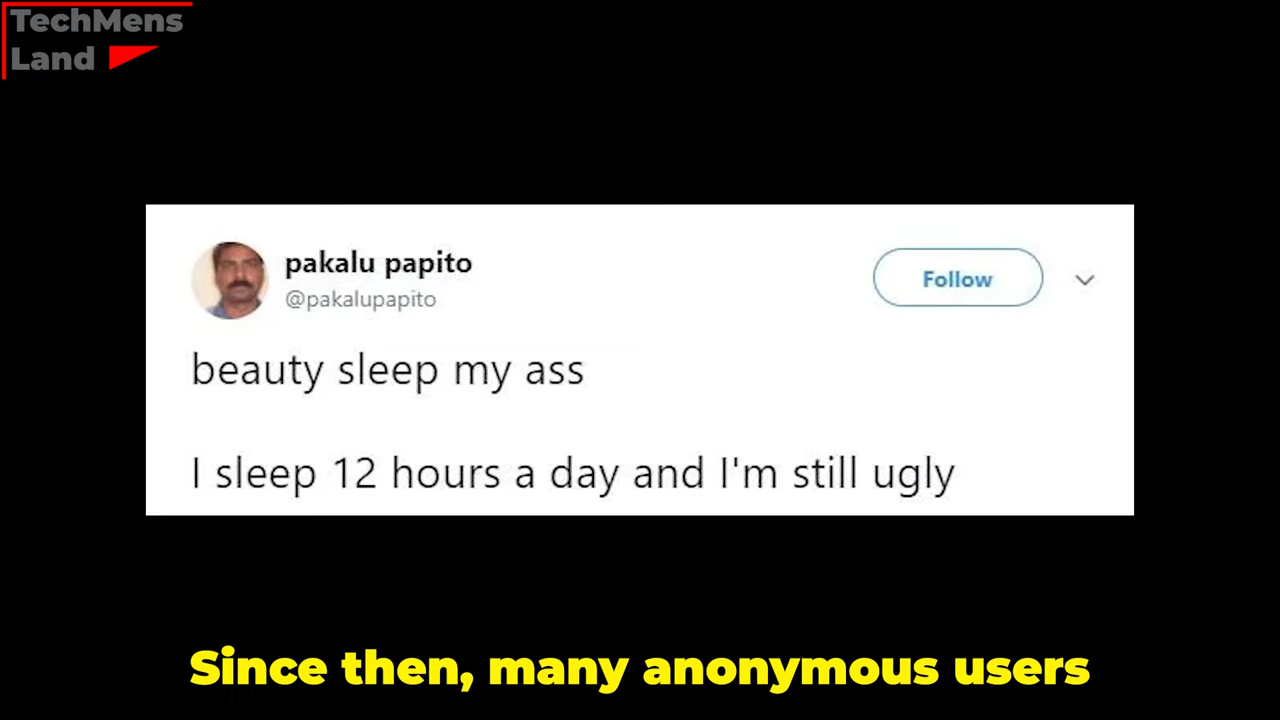 TechMens
Land
pakalu papito
@pakalupapito
Follow
beauty sleep my ass
I sleep 12 hours a day and I'm still ugly
Since then, many anonymous users